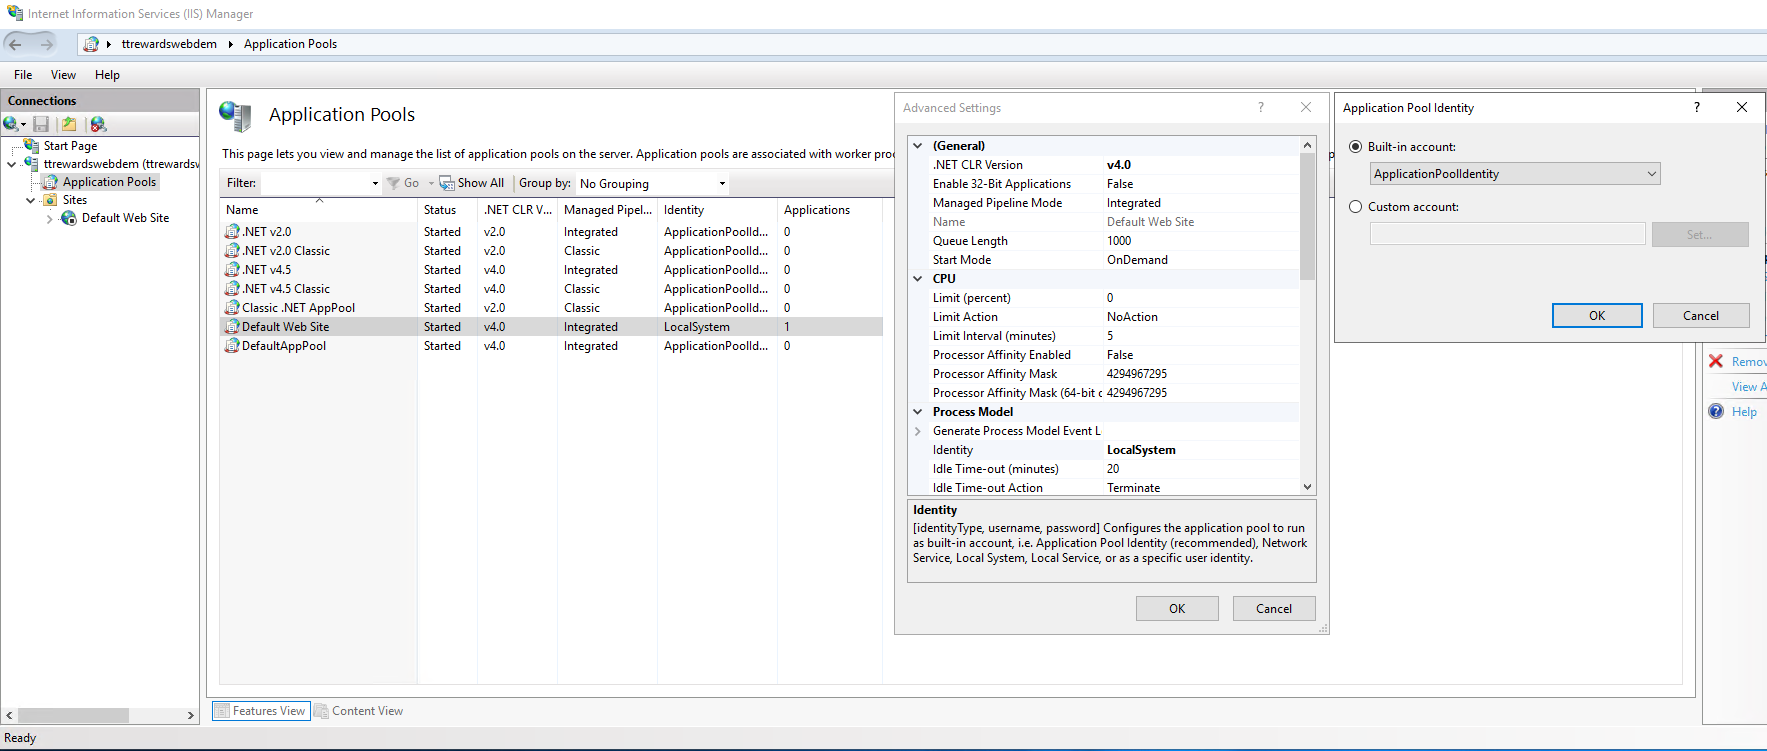 Internet Information Services (IIS) Manager
ttrewardswebdem Application Pools
File View Help
Connections
Start Page
ttrewardswebdem (ttrewardsw
Application Pools
Sites
Default Web Site
Application Pools
This page lets you view and manage the list of application pools on the server. Application pools are associated with worker proc
Filter: Go Show All Group by: No Grouping
Name Status .NET CLR V... Managed Pipel... Identity Applications
.NET v2.0 Started v2.0 Integrated ApplicationPoolId... 0
.NET v2.0 Classic Started v2.0 Classic ApplicationPoolId... 0
.NET v4.5 Started v4.0 Integrated ApplicationPoolId... 0
.NET v4.5 Classic Started v4.0 Classic ApplicationPoolId... 0
Classic .NET AppPool Started v2.0 Classic ApplicationPoolId... 0
Default Web Site Started v4.0 Integrated LocalSystem 1
DefaultAppPool Started v4.0 Integrated ApplicationPoolId... 0
Features View Content View
Ready
Advanced Settings ?
(General)
.NET CLR Version v4.0
Enable 32-Bit Applications False
Managed Pipeline Mode Integrated
Name Default Web Site
Queue Length 1000
Start Mode OnDemand
CPU
Limit (percent) 0
Limit Action NoAction
Limit Interval (minutes) 5
Processor Affinity Enabled False
Processor Affinity Mask 4294967295
Processor Affinity Mask (64-bit c 4294967295
Process Model
Generate Process Model Event L
Identity LocalSystem
Idle Time-out (minutes) 20
Idle Time-out Action Terminate
Identity
[identityType, username, password] Configures the application pool to run
as built-in account, i.e. Application Pool Identity (recommended), Network
Service, Local System, Local Service, or as a specific user identity.
OK Cancel
Application Pool Identity ?
Built-in account:
ApplicationPoolIdentity
Custom account:
Set...
OK Cancel
Remov
View A
Help